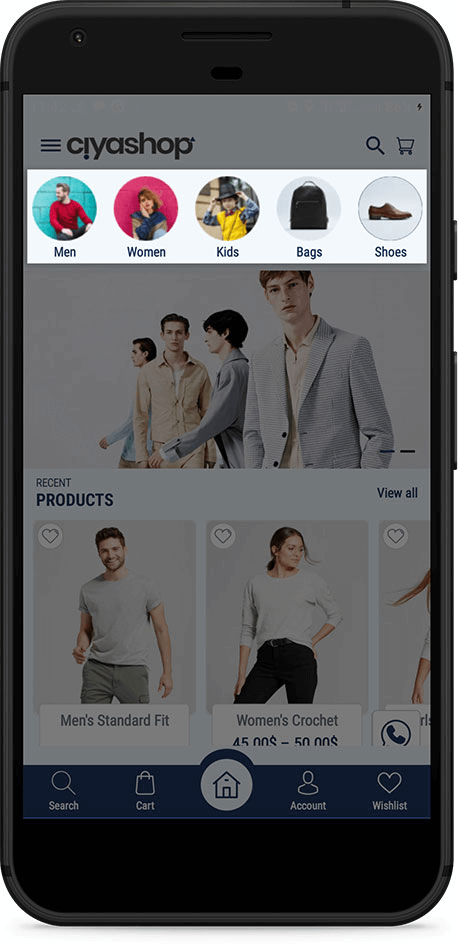 ciyashop
Men Women Kids Bags Shoes
RECENT
PRODUCTS
View all
Men's Standard Fit
Women's Crochet
45.00$ – 50.00$
Search Cart Account Wishlist